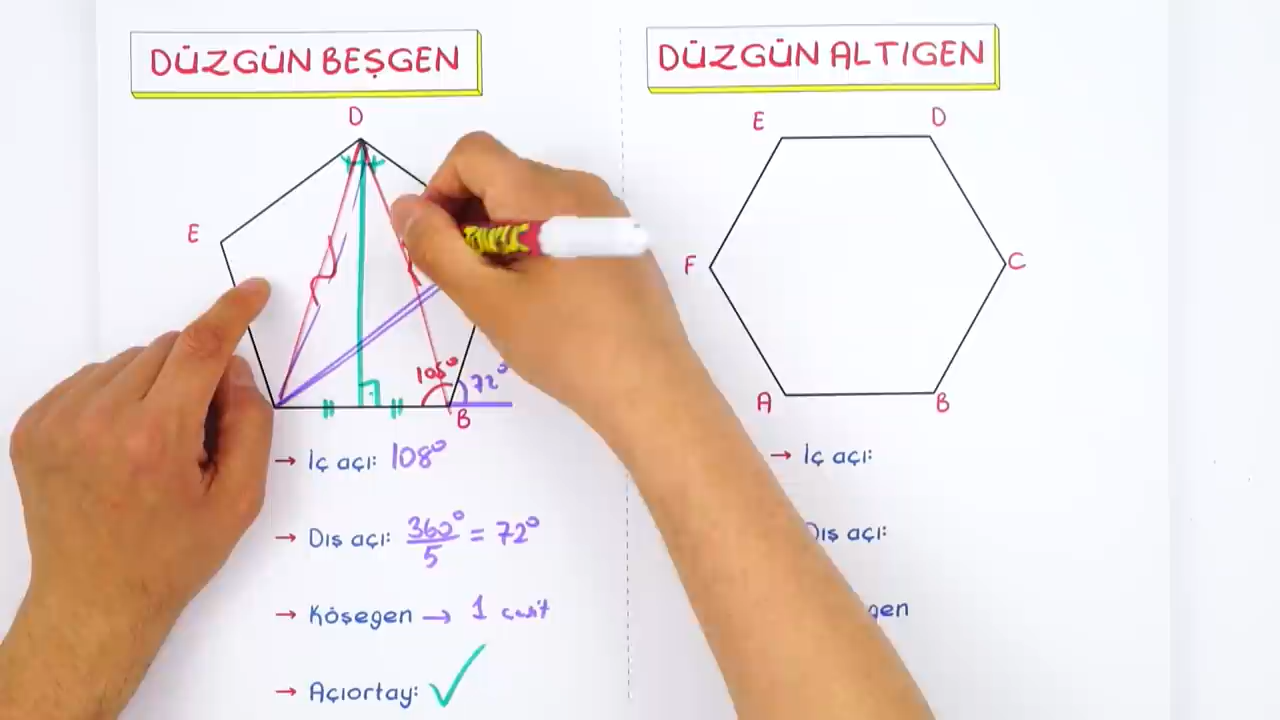 DÜZGÜN BEŞGEN
D
E
108°
72°
B
→ İç açı: 108°
→ Dış açı: 360°/5 = 72°
→ Köşegen → 1 çeşit
→ Açıortay: ✓
DÜZGÜN ALTIGEN
E D
F C
A B
→ İç açı:
Dış açı:
gen